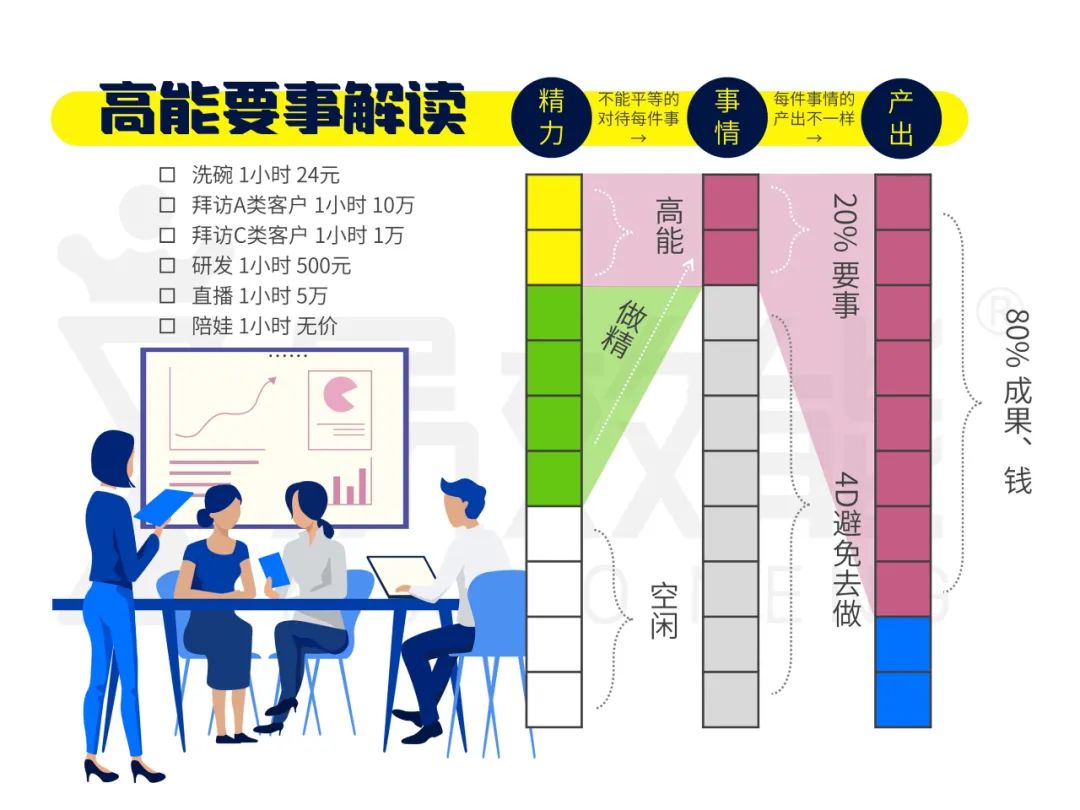 高能要事解读
精力
不能平等的
对待每件事
→
事情
每件事情的
产出不一样
→
产出
□ 洗碗 1小时 24元
□ 拜访A类客户 1小时 10万
□ 拜访C类客户 1小时 1万
□ 研发 1小时 500元
□ 直播 1小时 5万
□ 陪娃 1小时 无价
······
高能
做精
空闲
20% 要事
4D避免去做
80% 成果、钱
易效能
®